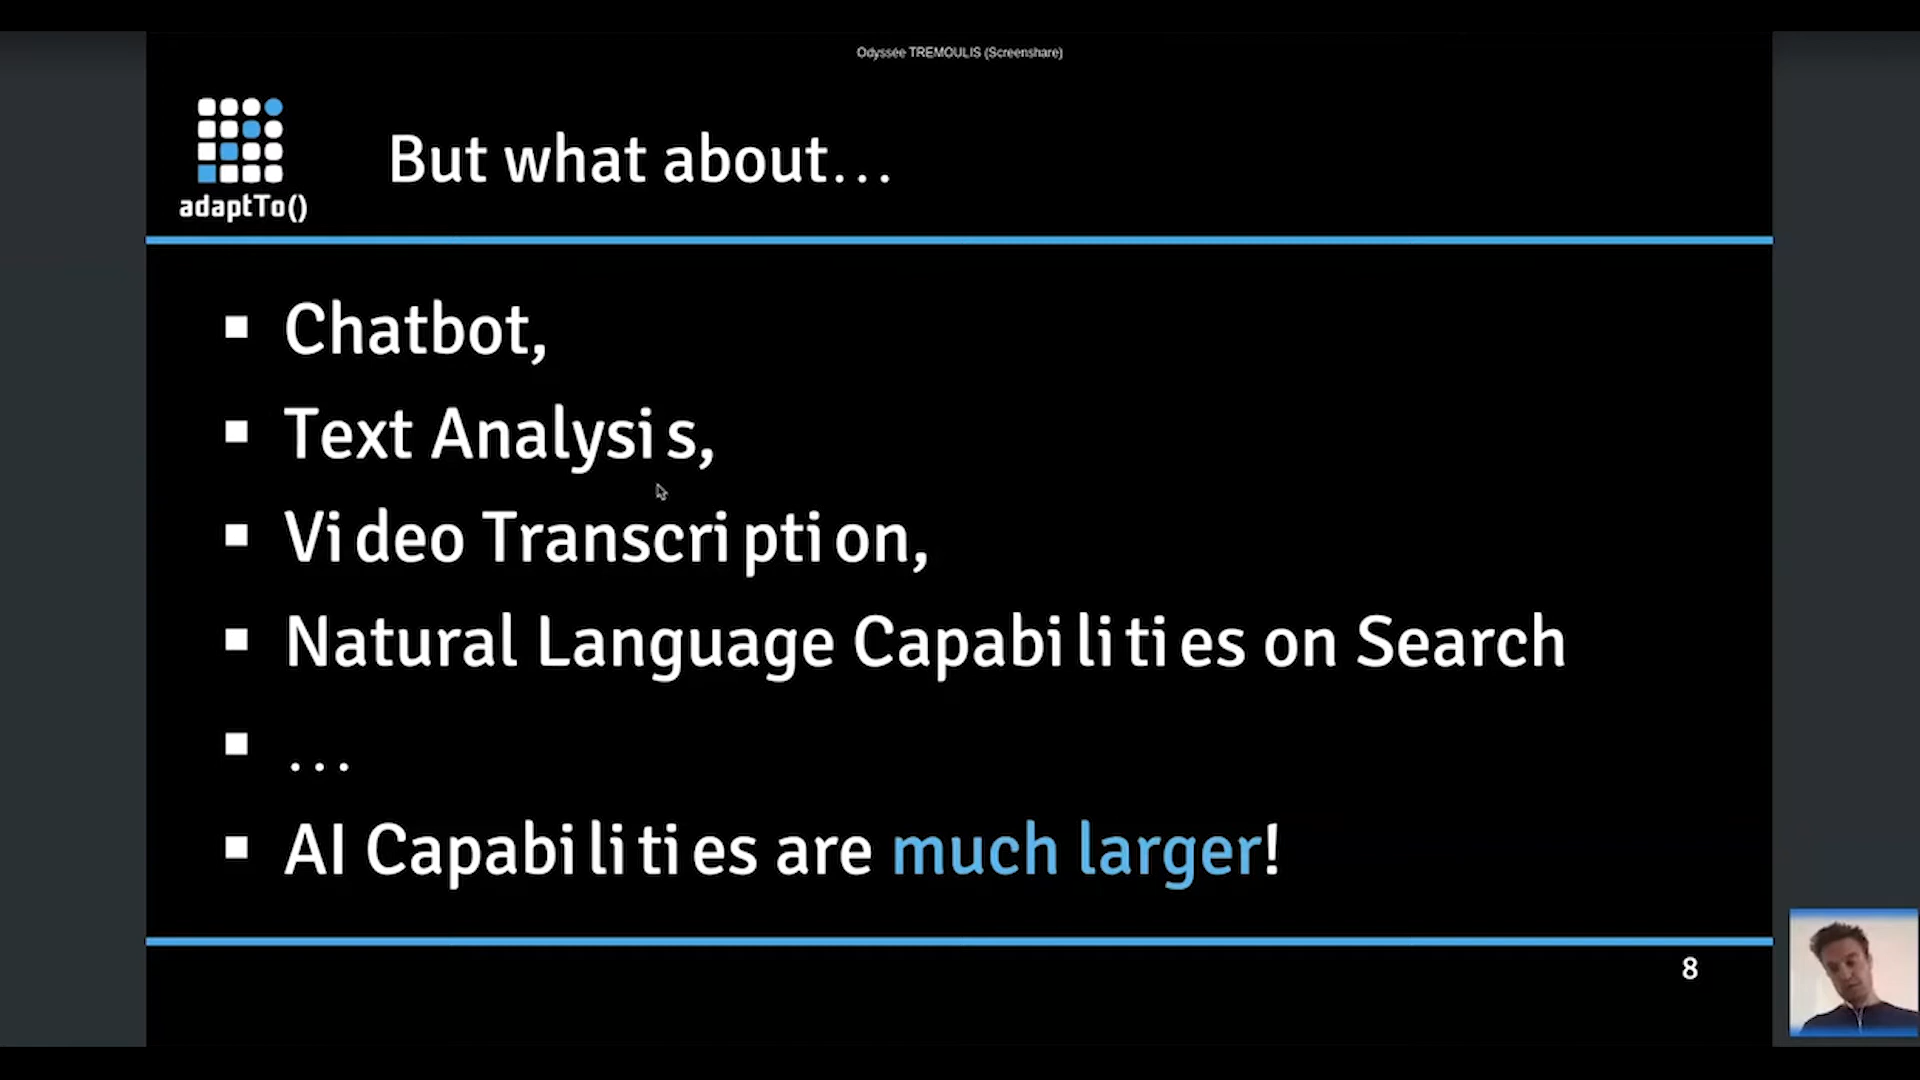 Odyssée TREMOULIS (Screenshare)
adaptTo()
But what about...
Chatbot,
Text Analysis,
Video Transcription,
Natural Language Capabilities on Search
...
AI Capabilities are much larger!
8